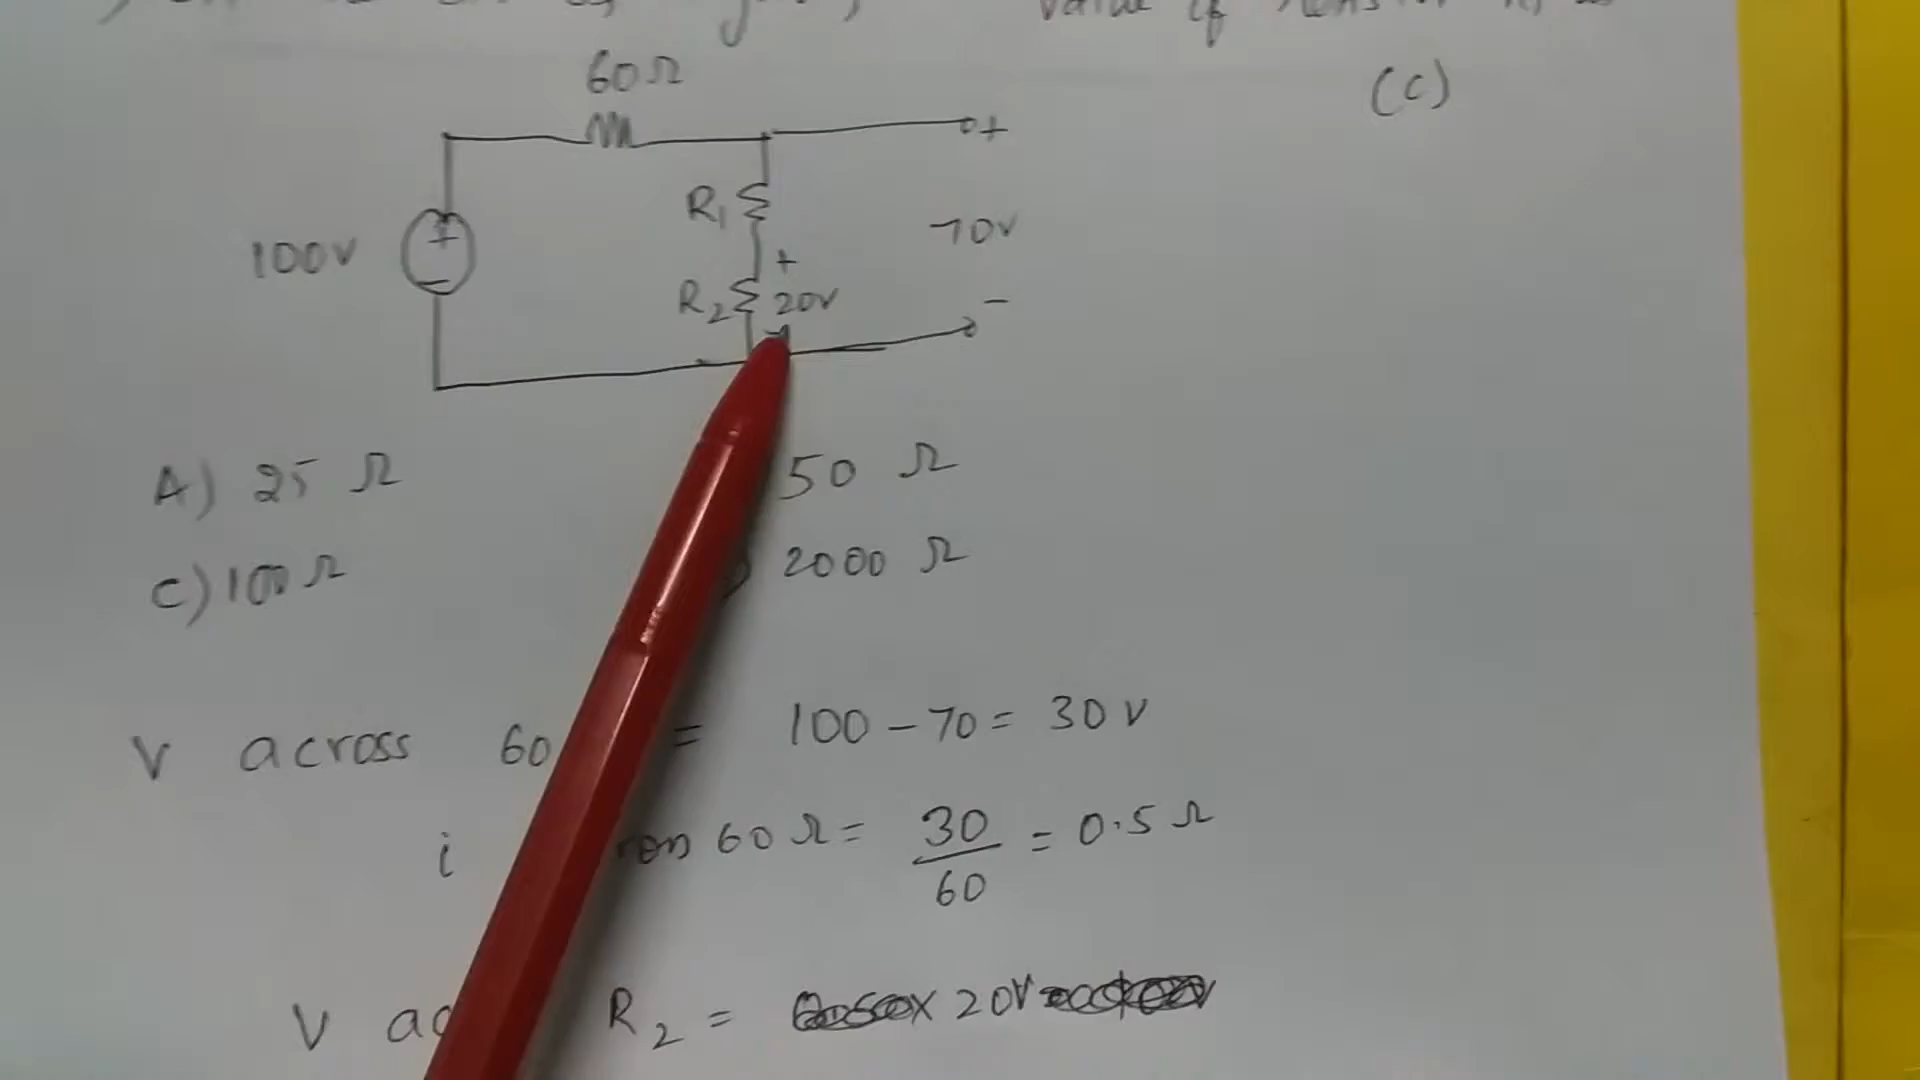 (C)
60Ω
+
R₁
70V
100V
+
+
R₂
20V
-
-
-
A) 25 Ω
50 Ω
C) 100 Ω
) 2000 Ω
V across 60 = 100 - 70 = 30 V
i 60 Ω = 30/60 = 0.5 Ω
V R₂ = 20V